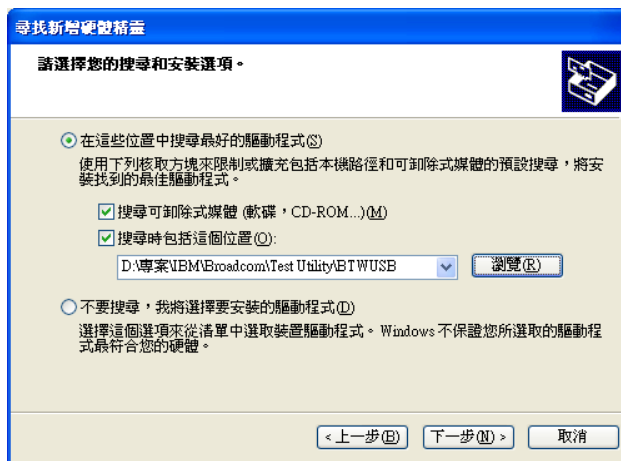 尋找新增硬體精靈
請選擇您的搜尋和安裝選項。
在這些位置中搜尋最好的驅動程式(S)
使用下列核取方塊來限制或擴充包括本機路徑和可卸除式媒體的預設搜尋，將安
裝找到的最佳驅動程式。
搜尋可卸除式媒體 (軟碟，CD-ROM...)(M)
搜尋時包括這個位置(O):
D:\專案\IBM\Broadcom\Test Utility\BTWUSB
瀏覽(R)
不要搜尋，我將選擇要安裝的驅動程式(D)
選擇這個選項來從清單中選取裝置驅動程式。Windows 不保證您所選取的驅動程
式最符合您的硬體。
< 上一步(B) 下一步(N) > 取消